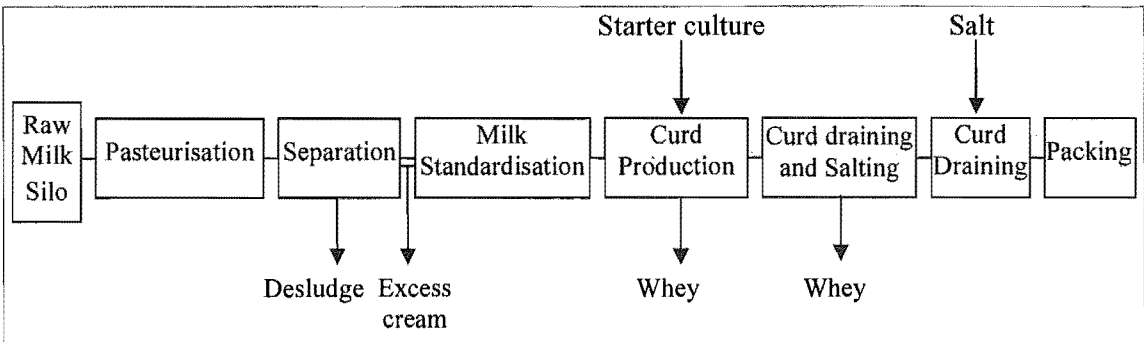 Starter culture
Salt
Raw
Milk
Silo
Pasteurisation
Separation
Milk
Standardisation
Curd
Production
Curd draining
and Salting
Curd
Draining
Packing
Desludge
Excess
cream
Whey
Whey